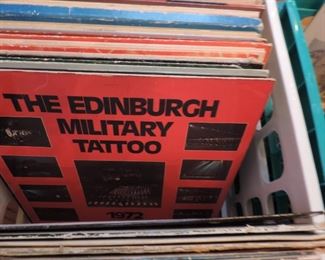 THE EDINBURGH
MILITARY
TATTOO
1972